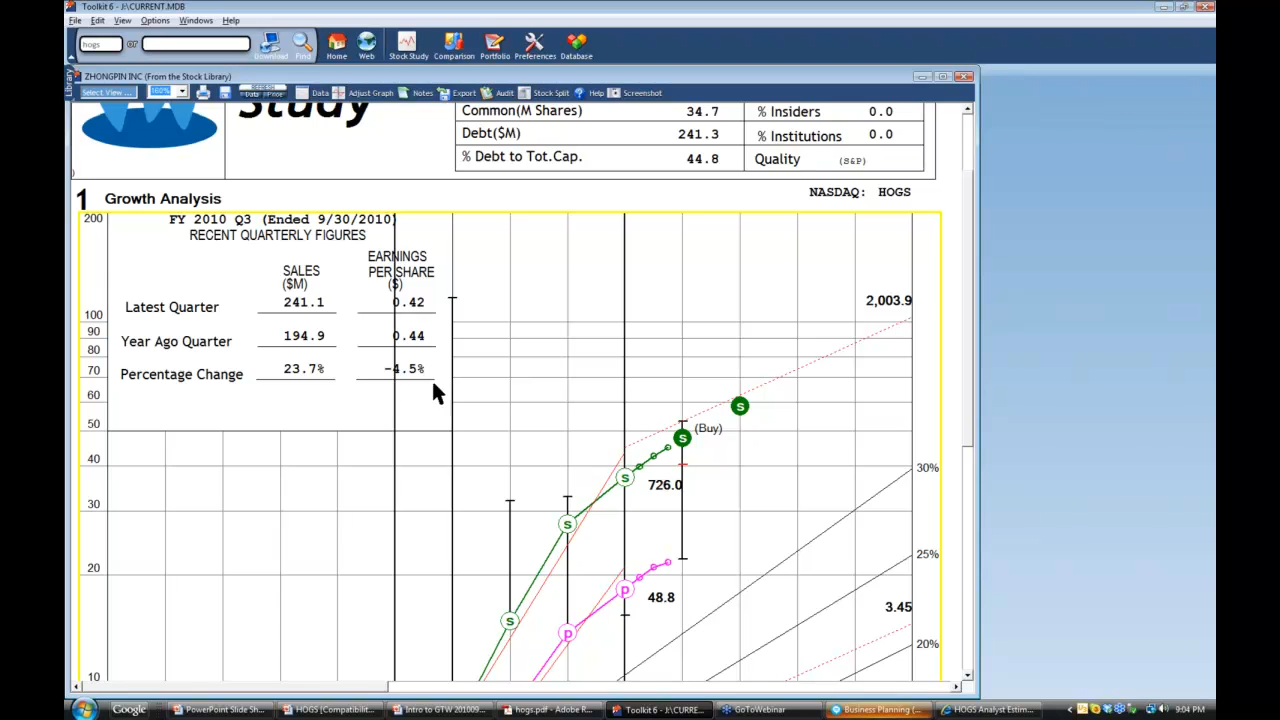 Toolkit 6 - J:\CURRENT.MDB
File Edit View Options Windows Help
hogs or Download Find Home Web Stock Study Comparison Portfolio Preferences Database
Library
ZHONGPIN INC (From the Stock Library)
Select View... 160% REFRESH Data Price Data Adjust Graph Notes Export Audit Stock Split Help Screenshot
Study
Common(M Shares) 34.7 % Insiders 0.0
Debt($M) 241.3 % Institutions 0.0
% Debt to Tot.Cap. 44.8 Quality (S&P)
)
1 Growth Analysis NASDAQ: HOGS
200 FY 2010 Q3 (Ended 9/30/2010)
RECENT QUARTERLY FIGURES
EARNINGS
SALES PER SHARE
($M) ($)
Latest Quarter 241.1 0.42
2,003.9
100
90
Year Ago Quarter 194.9 0.44
80
70
Percentage Change 23.7% -4.5%
60
S
50
(Buy)
S
40
30%
S
726.0
30
S
25%
20
P
48.8
3.45
S
P
20%
10
Google PowerPoint Slide Sh... HOGS [Compatibilit... Intro to GTW 201009... hogs.pdf - Adobe R... Toolkit 6 - J:\CURRE... GoToWebinar Business Planning (... HOGS Analyst Estim... 9:04 PM